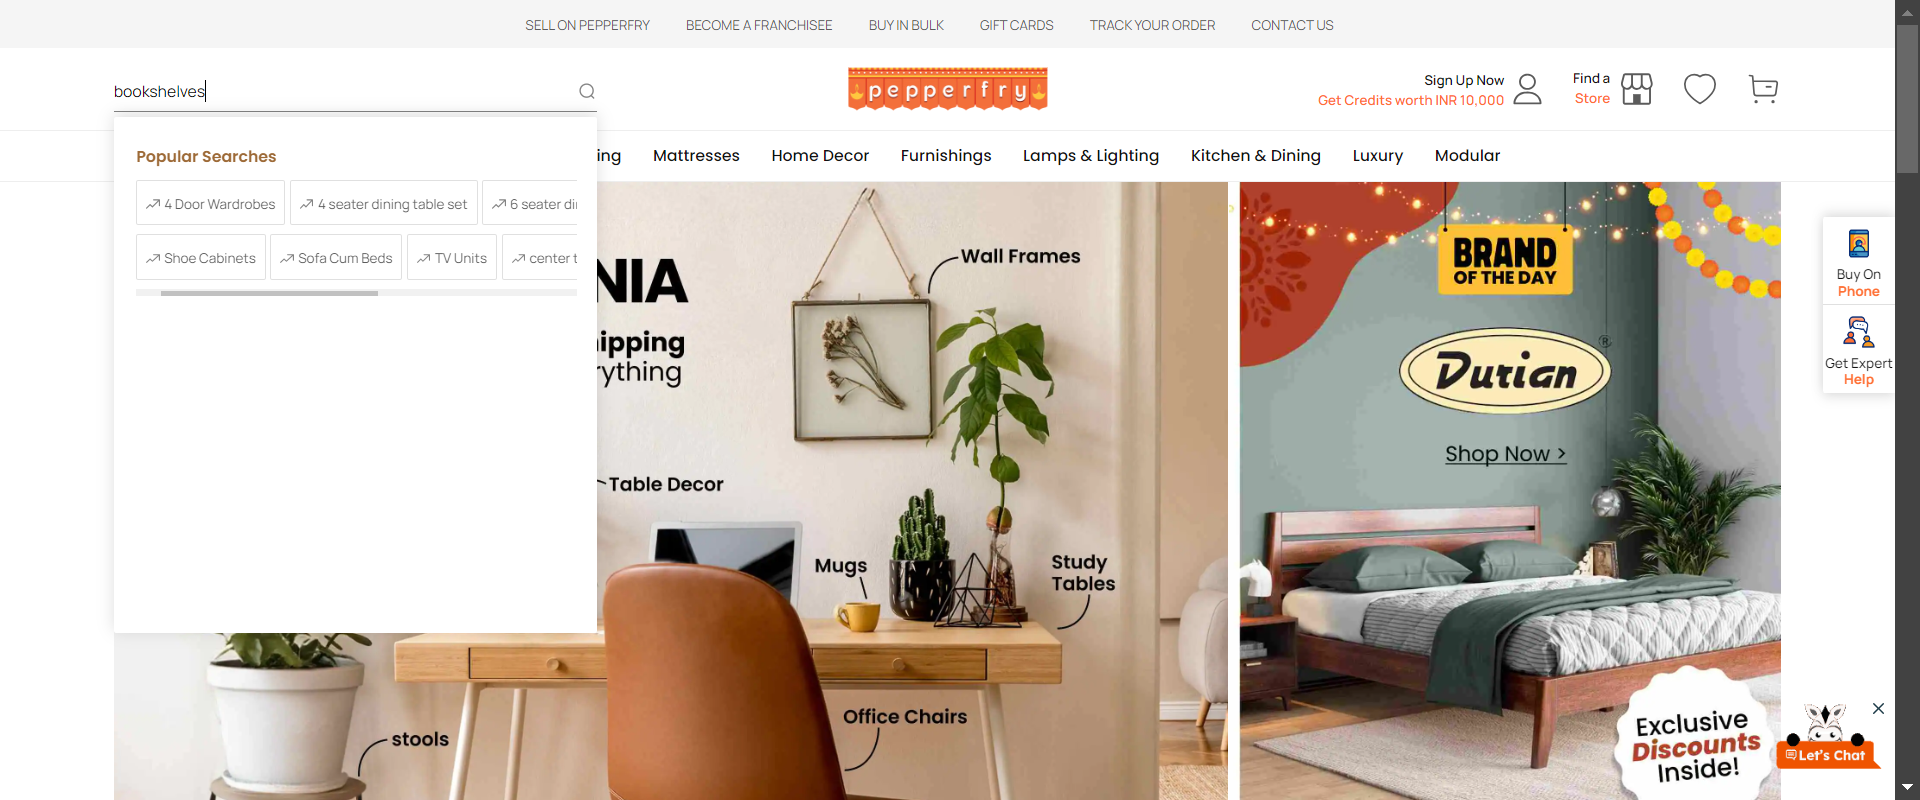 SELL ON PEPPERFRY BECOME A FRANCHISEE BUY IN BULK GIFT CARDS TRACK YOUR ORDER CONTACT US
bookshelves
pepperfry
Sign Up Now
Get Credits worth INR 10,000
Find a
Store
ing Mattresses Home Decor Furnishings Lamps & Lighting Kitchen & Dining Luxury Modular
Popular Searches
4 Door Wardrobes 4 seater dining table set 6 seater di
Shoe Cabinets Sofa Cum Beds TV Units center t
NIA
ipping
rything
Wall Frames
Table Decor
Mugs
Study
Tables
Office Chairs
stools
BRAND
OF THE DAY
Durian ®
Shop Now >
Exclusive
Discounts
Inside!
Buy On
Phone
Get Expert
Help
Let's Chat